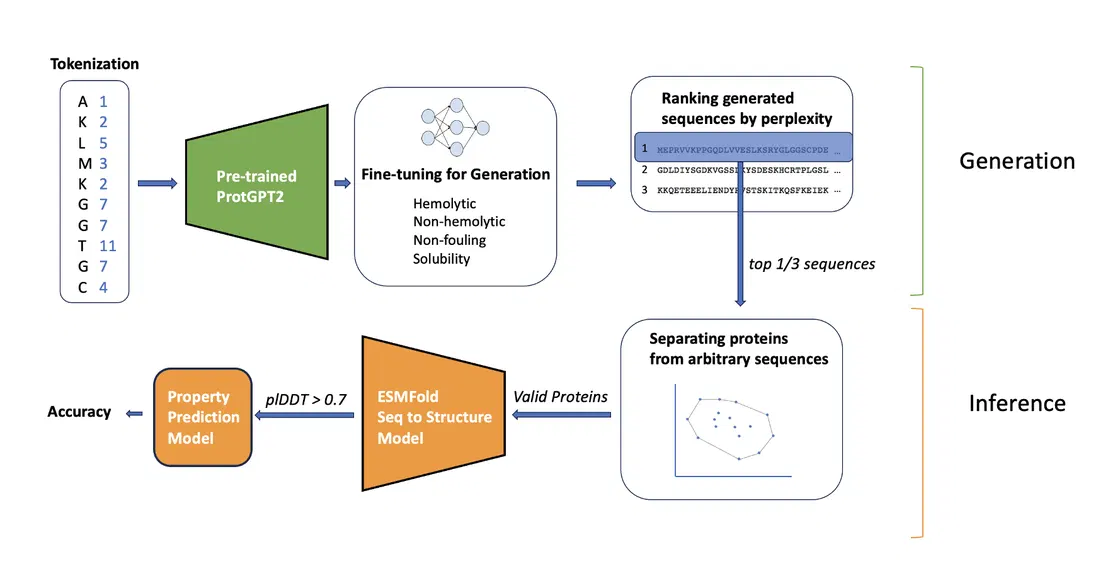 Tokenization
A 1
K 2
L 5
M 3
K 2
G 7
G 7
T 11
G 7
C 4
Pre-trained
ProtGPT2
Fine-tuning for Generation
Hemolytic
Non-hemolytic
Non-fouling
Solubility
Ranking generated
sequences by perplexity
1 MEPRVVKPPGQDLVVESLKSRYGLGGSCPDE ...
2 GDLDIYSGDKVGSS KYSDESKHCRTPLGSL ...
3 KKQETEEELIENDY VSTSKITKQSFKEIEK ...
Generation
top 1/3 sequences
Separating proteins
from arbitrary sequences
Valid Proteins
ESMFold
Seq to Structure
Model
plDDT > 0.7
Property
Prediction
Model
Accuracy
Inference